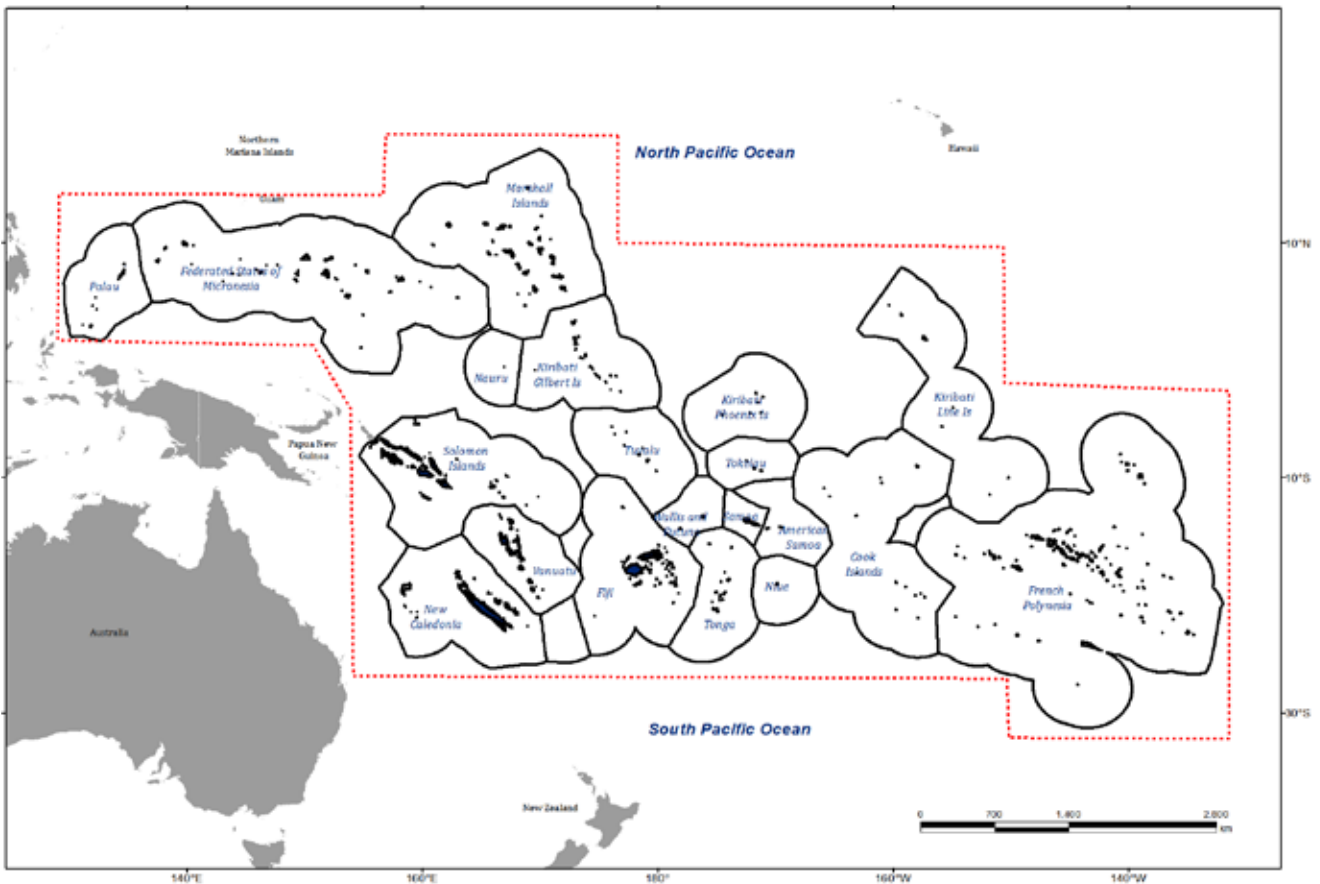 Northern
Mariana Islands
Guam
North Pacific Ocean
Hawaii
Marshall
Islands
10°N
Palau
Federated States of
Micronesia
Nauru
Kiribati
Gilbert Is
Kiribati
Phoenix Is
Kiribati
Line Is
Papua New
Guinea
Solomon
Islands
Tuvalu
Tokelau
10°S
Wallis and
Futuna
Samoa
American
Samoa
Cook
Islands
Vanuatu
Fiji
Niue
French
Polynesia
New
Caledonia
Tonga
Australia
30°S
South Pacific Ocean
New Zealand
0 700 1,400 2,800
km
140°E 160°E 180° 160°W 140°W